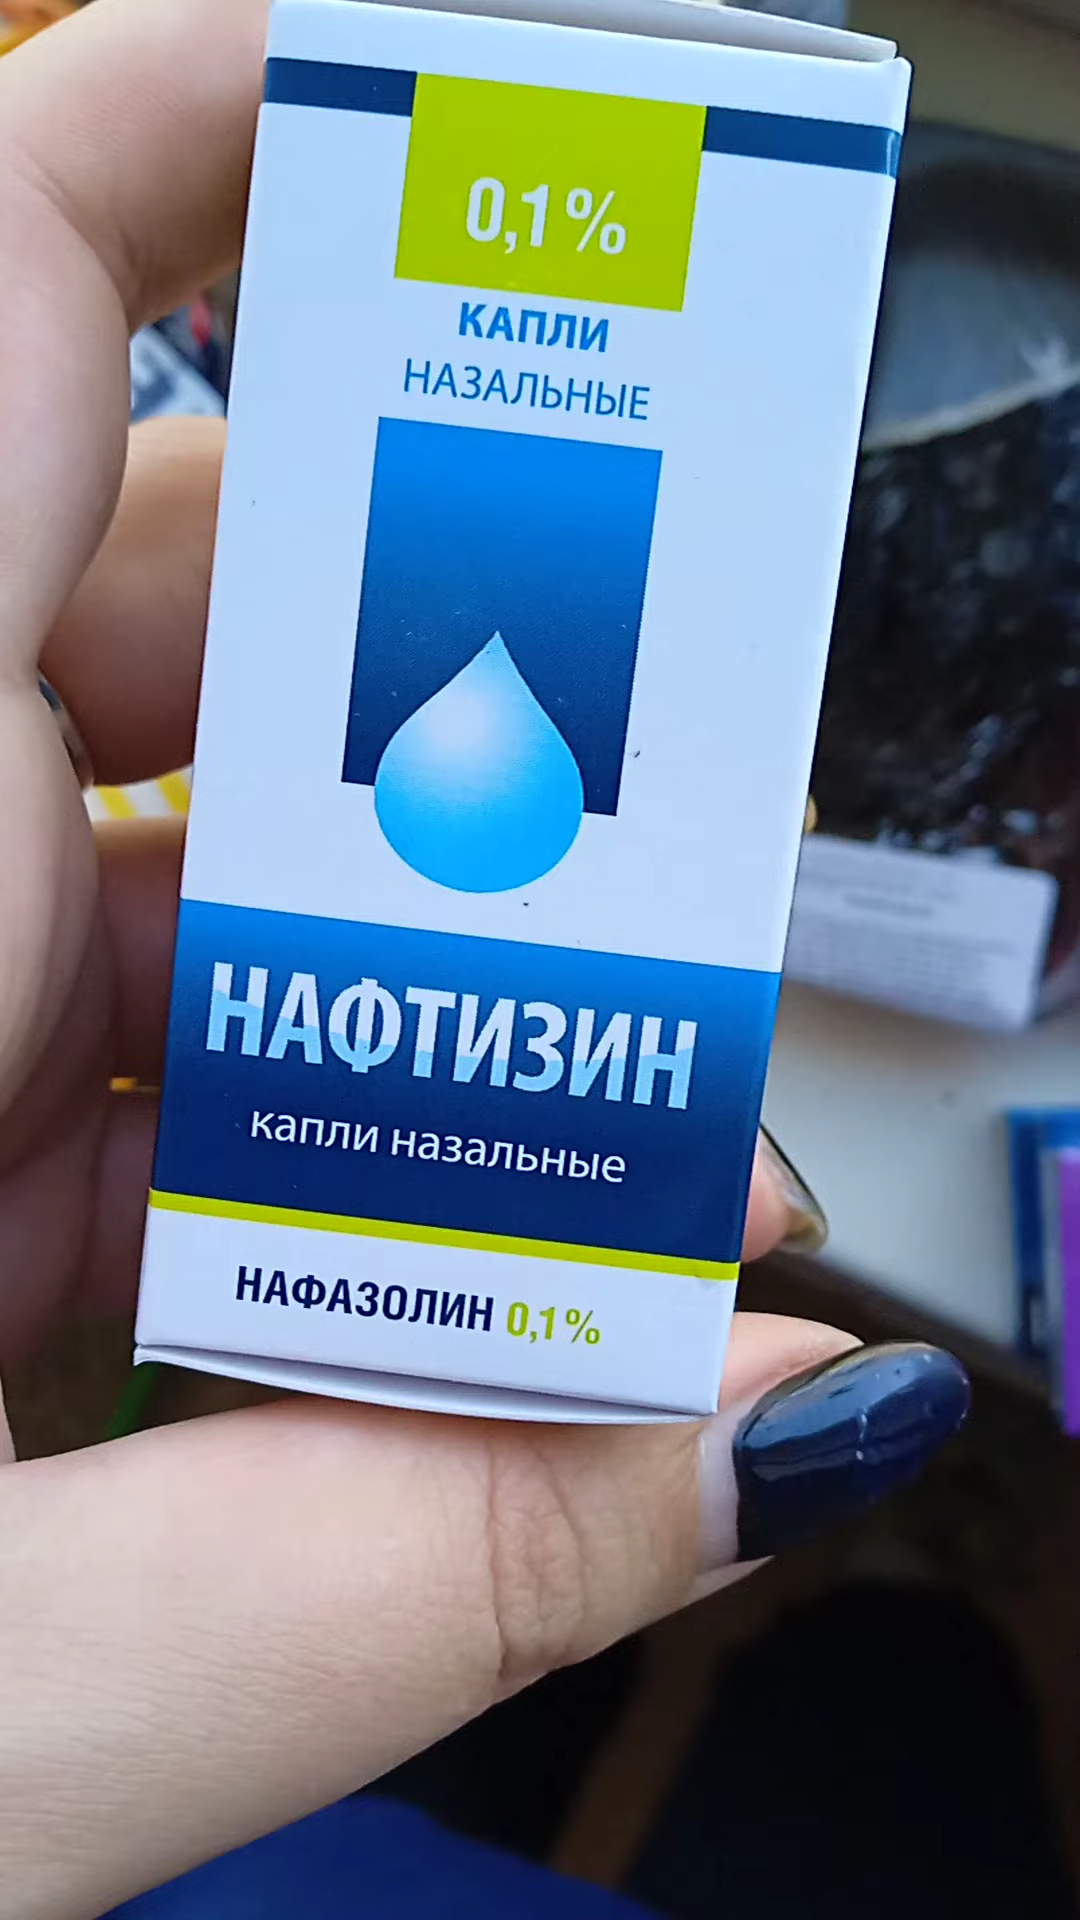 0,1%
КАПЛИ
НАЗАЛЬНЫЕ
НАФТИЗИН
капли назальные
НАФАЗОЛИН 0,1%